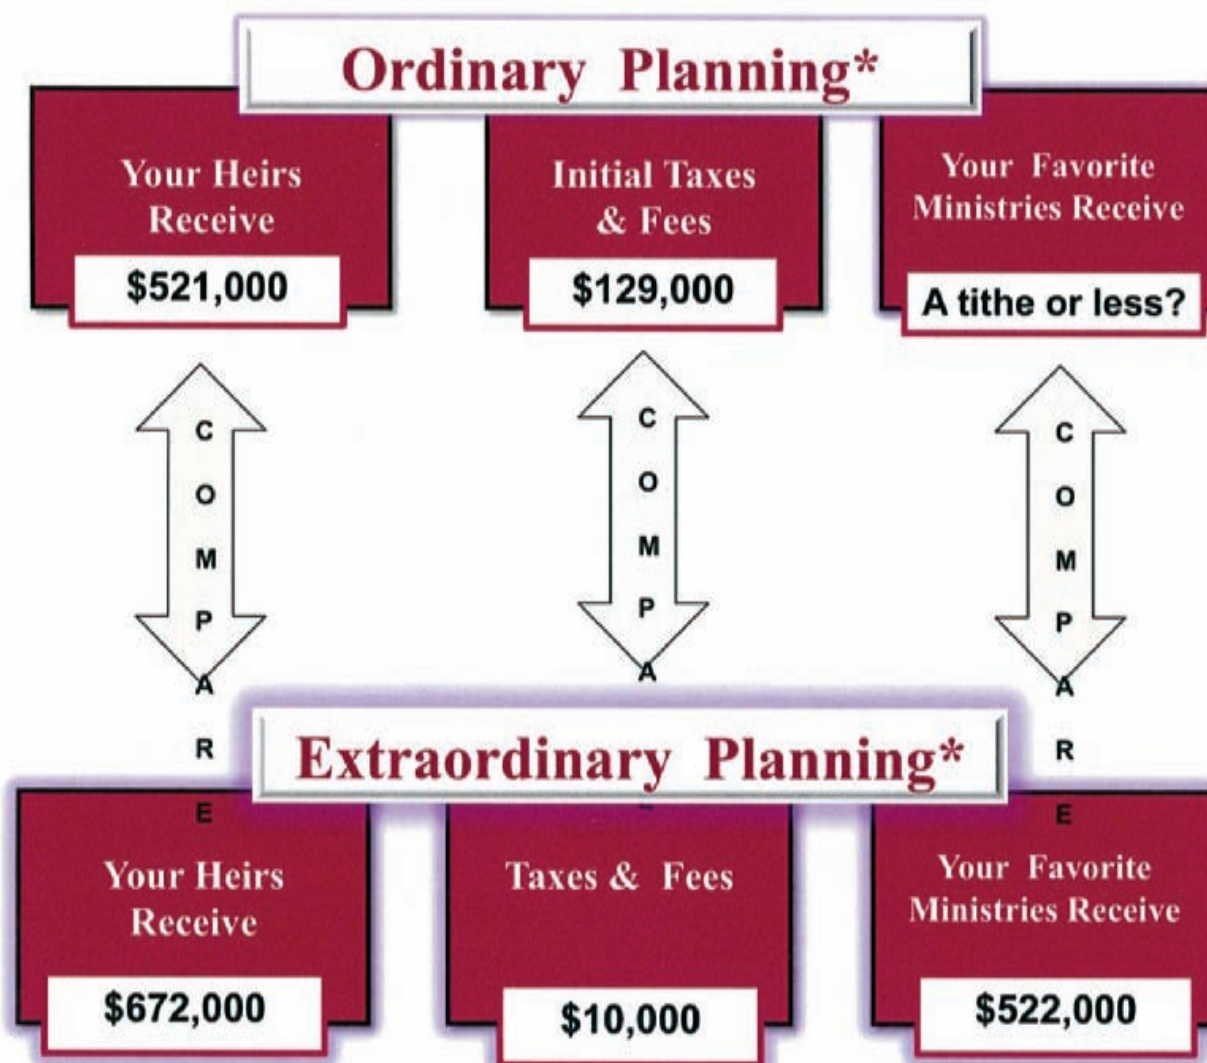 Ordinary Planning*
Your Heirs
Receive
$521,000
Initial Taxes
& Fees
$129,000
Your Favorite
Ministries Receive
A tithe or less?
C
O
M
P
A
R
E
C
O
M
P
A
C
O
M
P
A
R
E
Extraordinary Planning*
Your Heirs
Receive
$672,000
Taxes & Fees
$10,000
Your Favorite
Ministries Receive
$522,000